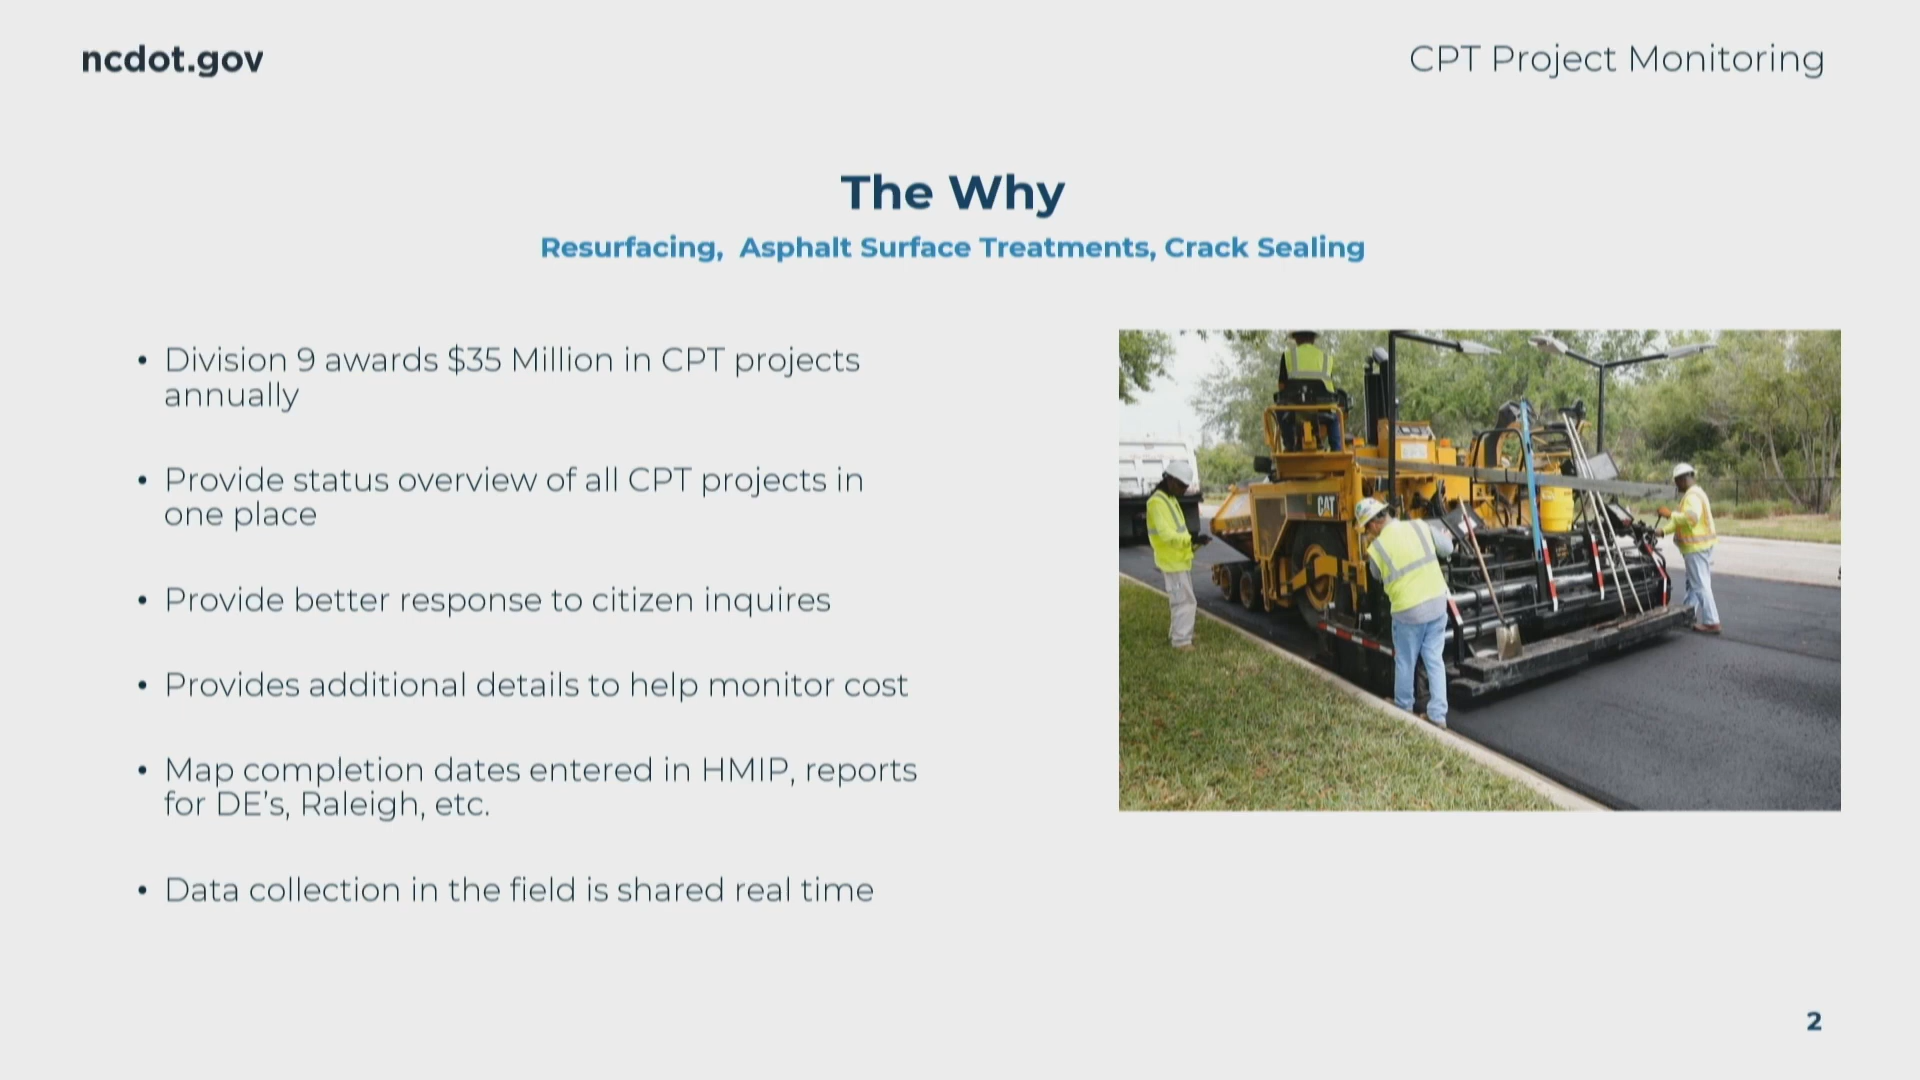 ncdot.gov
CPT Project Monitoring
The Why
Resurfacing,  Asphalt Surface Treatments, Crack Sealing
• Division 9 awards $35 Million in CPT projects
annually
• Provide status overview of all CPT projects in
one place
• Provide better response to citizen inquires
• Provides additional details to help monitor cost
• Map completion dates entered in HMIP, reports
for DE’s, Raleigh, etc.
• Data collection in the field is shared real time
CAT
2